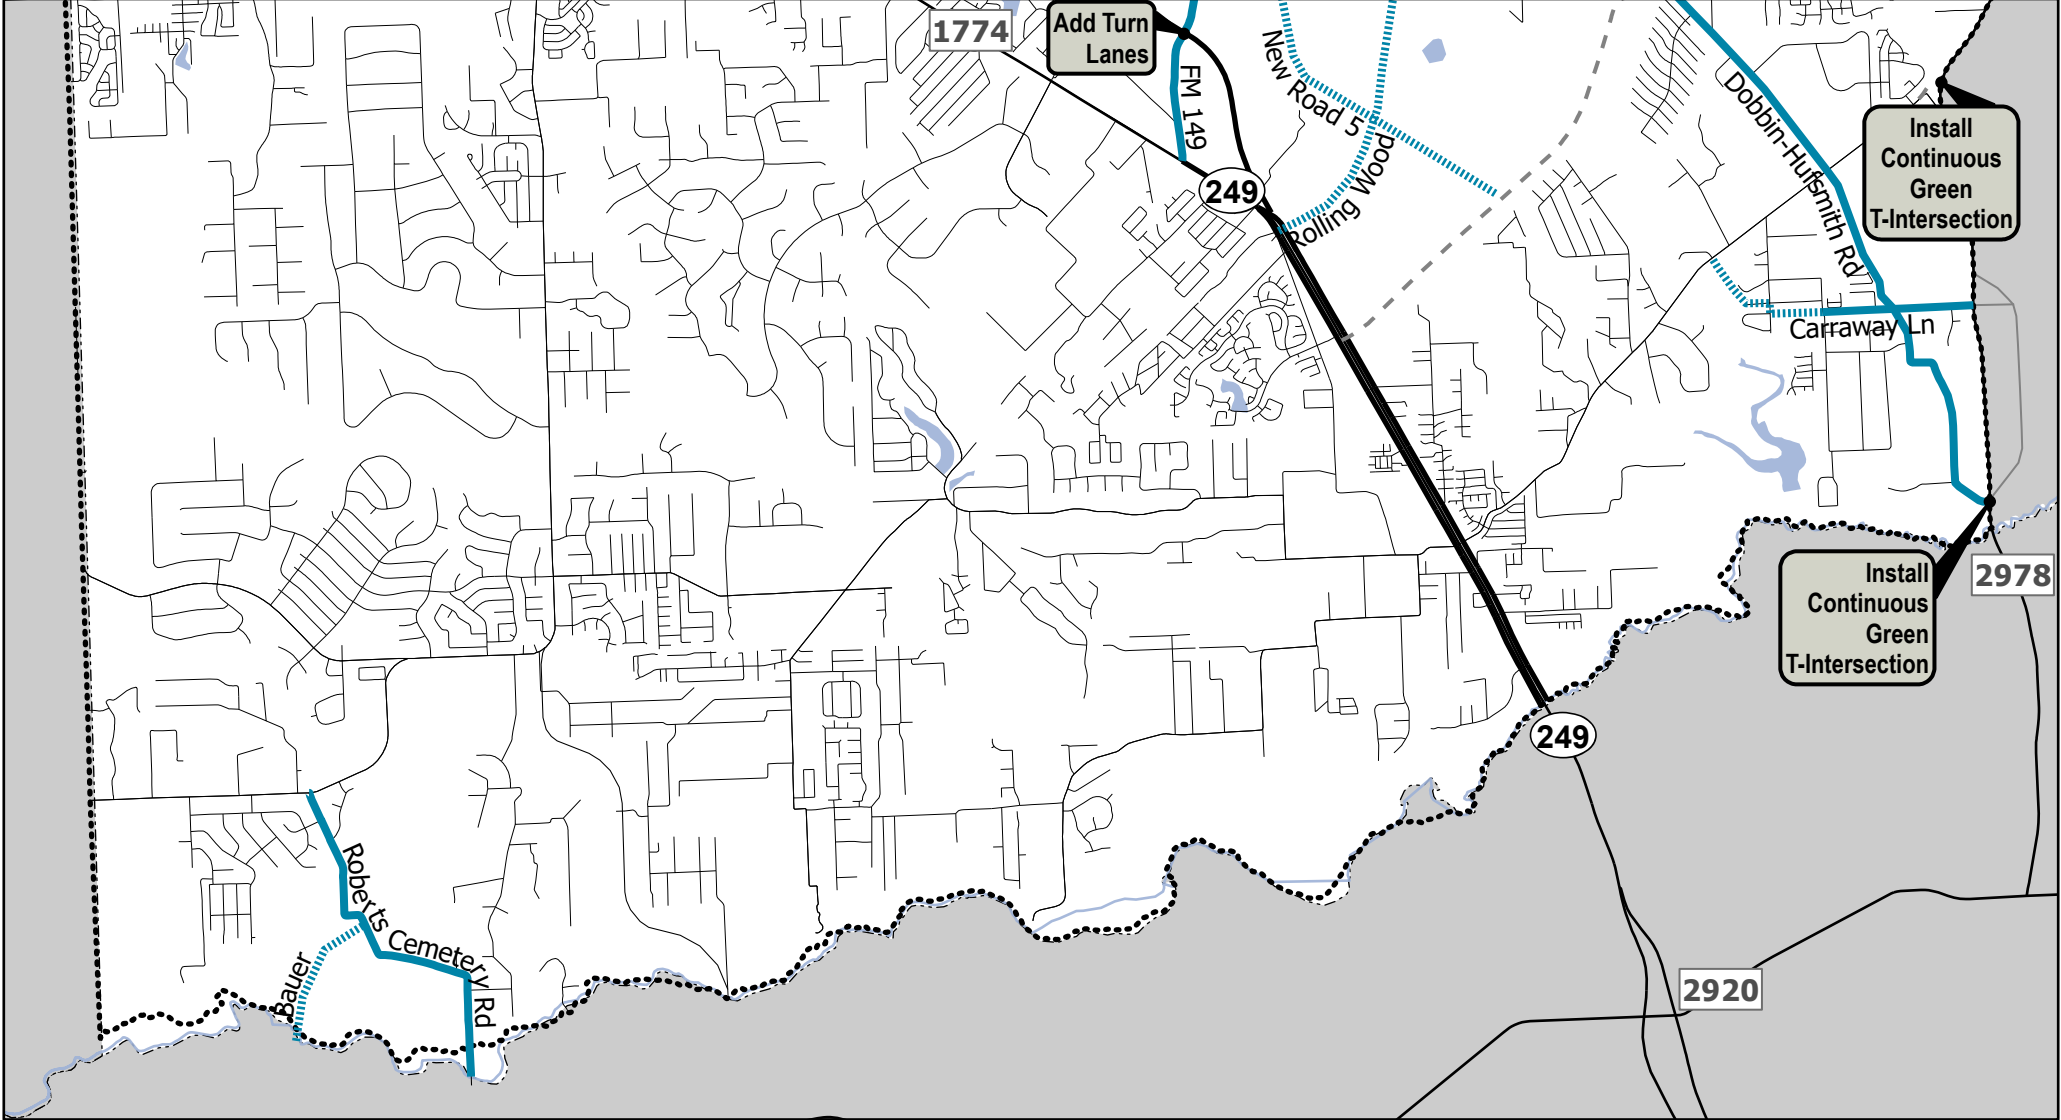 1774
Add Turn
Lanes
FM 149
New Road 5
Rolling Wood
249
Dobbin-Hufsmith Rd
Install
Continuous
Green
T-Intersection
Carraway Ln
Install
Continuous
Green
T-Intersection
2978
249
Roberts Cemetery Rd
Bauer
2920